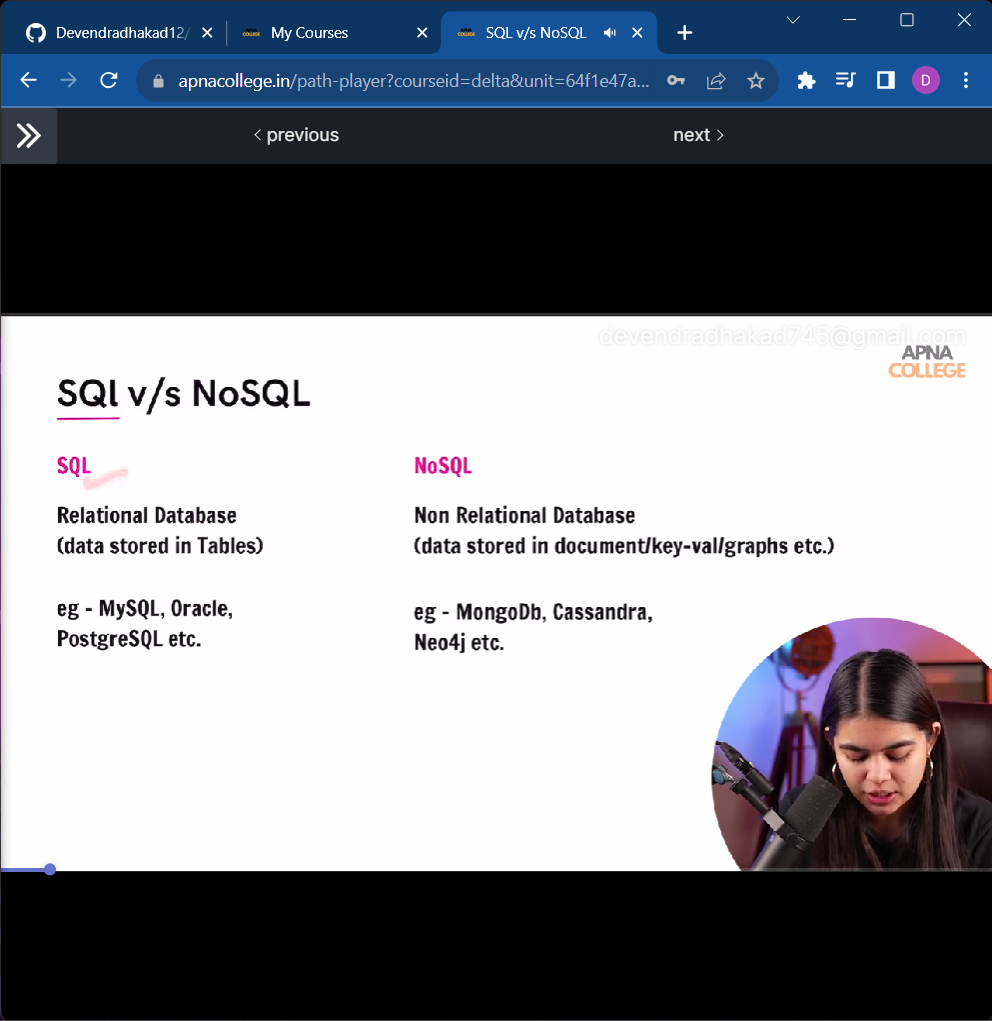 Devendradhakad12/
My Courses
SQL v/s NoSQL
apnacollege.in/path-player?courseid=delta&unit=64f1e47a...
D
previous
next
devendradhakad745@gmail.com
APNA
COLLEGE
SQl v/s NoSQL
SQL
NoSQL
Relational Database
(data stored in Tables)
Non Relational Database
(data stored in document/key-val/graphs etc.)
eg - MySQL, Oracle,
PostgreSQL etc.
eg - MongoDb, Cassandra,
Neo4j etc.